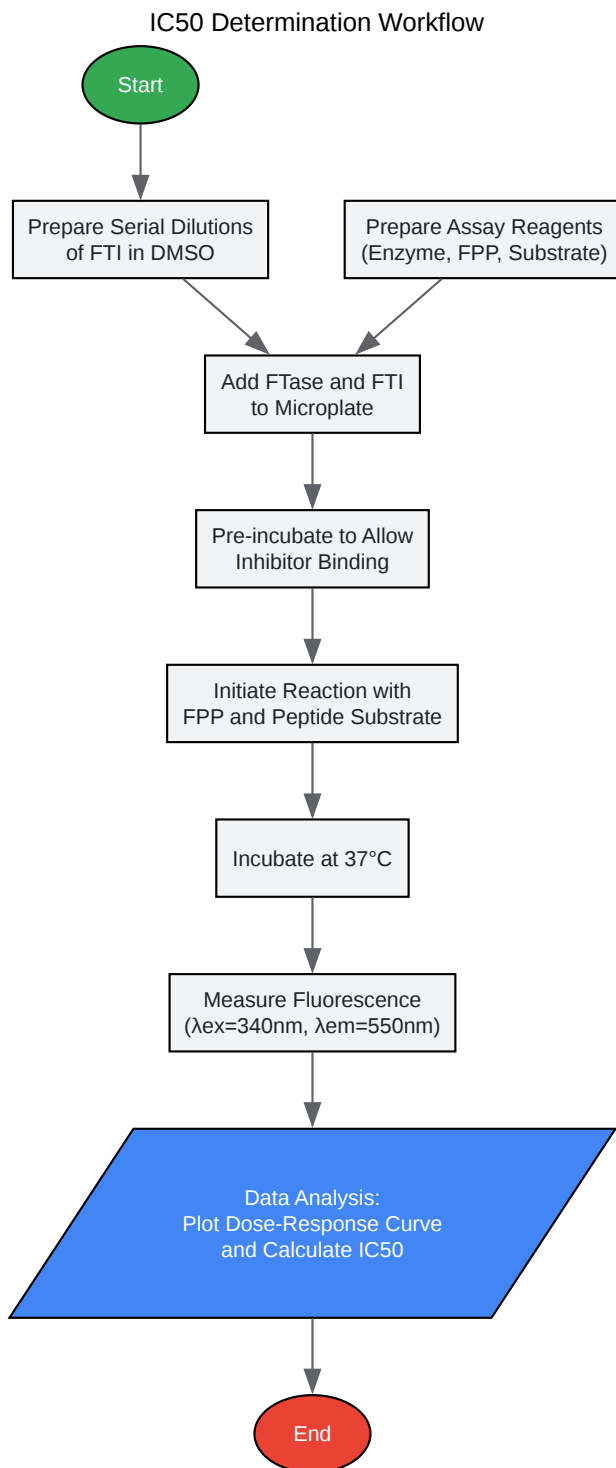 IC50 Determination Workflow
Start
Prepare Serial Dilutions
of FTI in DMSO
Prepare Assay Reagents
(Enzyme, FPP, Substrate)
Add FTase and FTI
to Microplate
Pre-incubate to Allow
Inhibitor Binding
Initiate Reaction with
FPP and Peptide Substrate
Incubate at 37°C
Measure Fluorescence
(λex=340nm, λem=550nm)
Data Analysis:
Plot Dose-Response Curve
and Calculate IC50
End